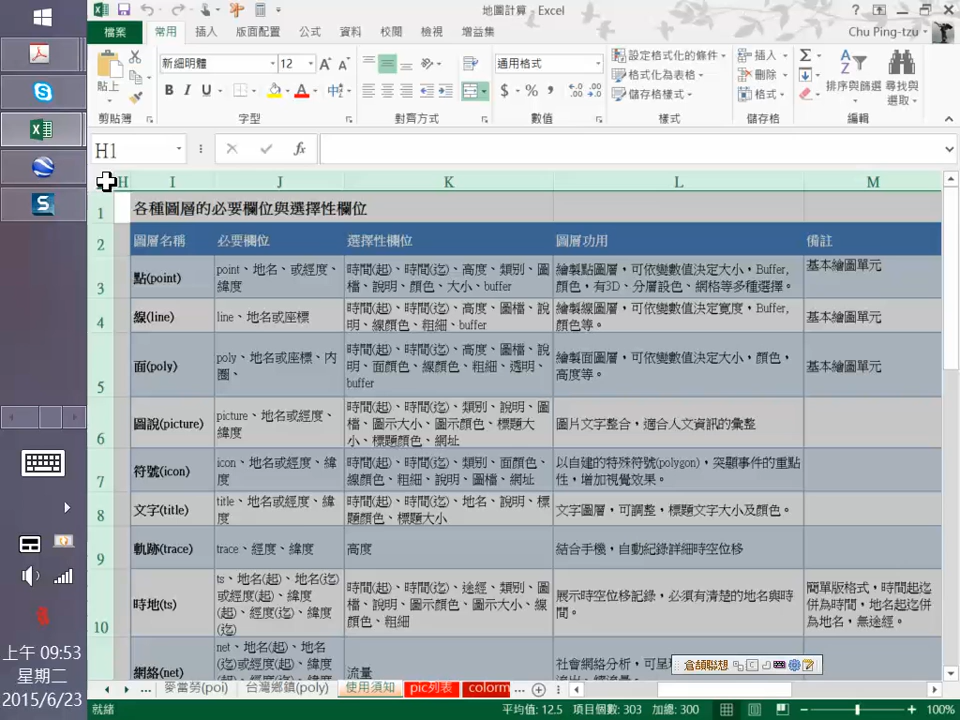 地圖計算 - Excel
檔案 常用 插入 版面配置 公式 資料 校閱 檢視 增益集
Chu Ping-tzu
貼上
新細明體 12
B I U
A A
通用格式
$ % ,
設定格式化的條件
格式化為表格
儲存格樣式
插入
刪除
格式
排序與篩選
尋找與
選取
剪貼簿 字型 對齊方式 數值 樣式 儲存格 編輯
H1
fx
H I J K L M
1 各種圖層的必要欄位與選擇性欄位
2 圖層名稱 必要欄位 選擇性欄位 圖層功用 備註
3 點(point)
point、地名、或經度、
緯度
時間(起)、時間(迄)、高度、類別、圖
檔、說明、顏色、大小、buffer
繪製點圖層，可依變數值決定大小，Buffer,
顏色，有3D、分層設色、網格等多種選擇。
基本繪圖單元
4 線(line)
line、地名或座標
時間(起)、時間(迄)、高度、圖檔、說
明、線顏色、粗細、buffer
繪製線圖層，可依變數值決定寬度，Buffer,
顏色等。
基本繪圖單元
5 面(poly)
poly、地名或座標、內
圈、
時間(起)、時間(迄)、高度、圖檔、說
明、面顏色、線顏色、粗細、透明、
buffer
繪製面圖層，可依變數值決定大小，顏色，
高度等。
基本繪圖單元
6 圖說(picture)
picture、地名或經度、
緯度
時間(起)、時間(迄)、類別、說明、圖
檔、圖示大小、圖示顏色、標題大
小、標題顏色、網址
圖片文字整合，適合人文資訊的彙整
7 符號(icon)
icon、地名或經度、緯
度
時間(起)、時間(迄)、類別、面顏色、
線顏色、粗細、說明、圖檔、網址
以自建的特殊符號(polygon)，突顯事件的重點
性，增加視覺效果。
8 文字(title)
title、地名或經度、緯
度
時間(起)、時間(迄)、地名、說明、標
題顏色、標題大小
文字圖層，可調整，標題文字大小及顏色。
9 軌跡(trace)
trace、經度、緯度
高度
結合手機，自動紀錄詳細時空位移
10 時地(ts)
ts、地名(起)、地名(迄)
或經度(起)、緯度
(起)、經度(迄)、緯度
(迄)
時間(起)、時間(迄)、途經、類別、圖
檔、說明、圖示顏色、圖示大小、線
顏色、粗細
展示時空位移記錄，必須有清楚的地名與時
間。
簡單版格式，時間起迄
併為時間，地名起迄併
為地名，無途經。
網絡(net)
net、地名(起)、地名
(迄)或經度(起)、緯度
流量
社會網絡分析，可呈
倉頡聯想
... 麥當勞(poi) 台灣鄉鎮(poly) 使用須知 pic列表 colorm ...
就緒 平均值: 12.5 項目個數: 303 加總: 300 100%
上午 09:53
星期二
2015/6/23